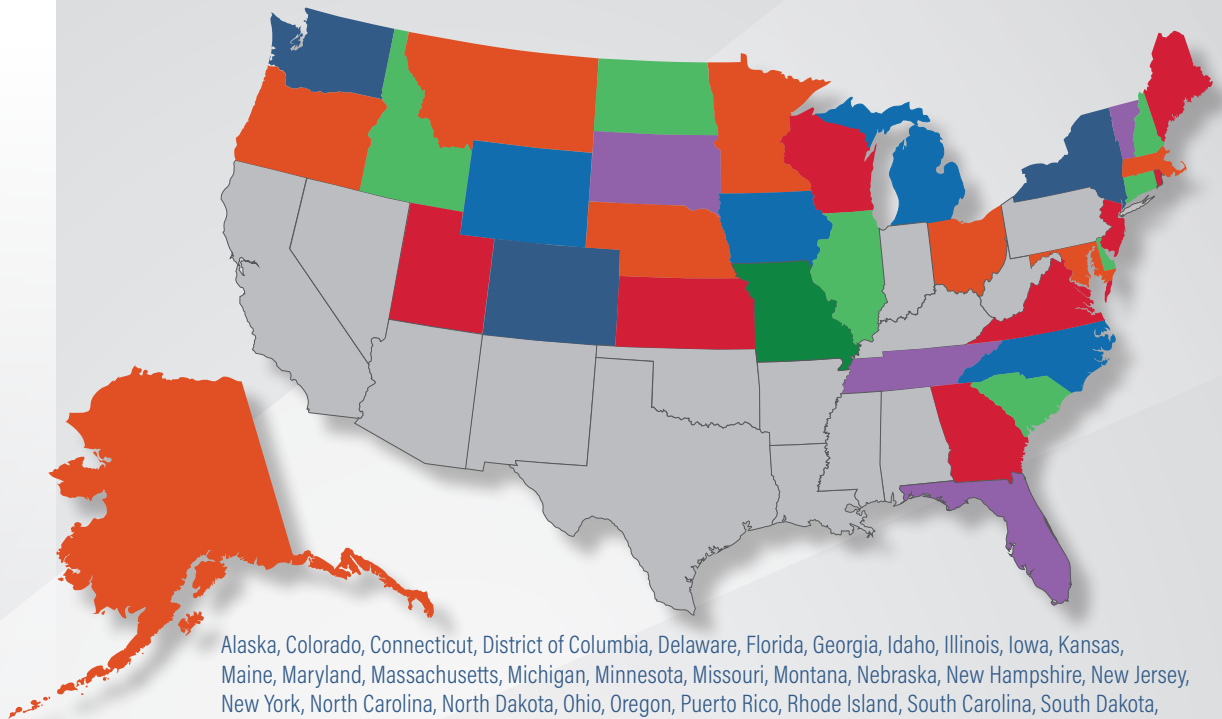 Alaska, Colorado, Connecticut, District of Columbia, Delaware, Florida, Georgia, Idaho, Illinois, Iowa, Kansas,
Maine, Maryland, Massachusetts, Michigan, Minnesota, Missouri, Montana, Nebraska, New Hampshire, New Jersey,
New York, North Carolina, North Dakota, Ohio, Oregon, Puerto Rico, Rhode Island, South Carolina, South Dakota,